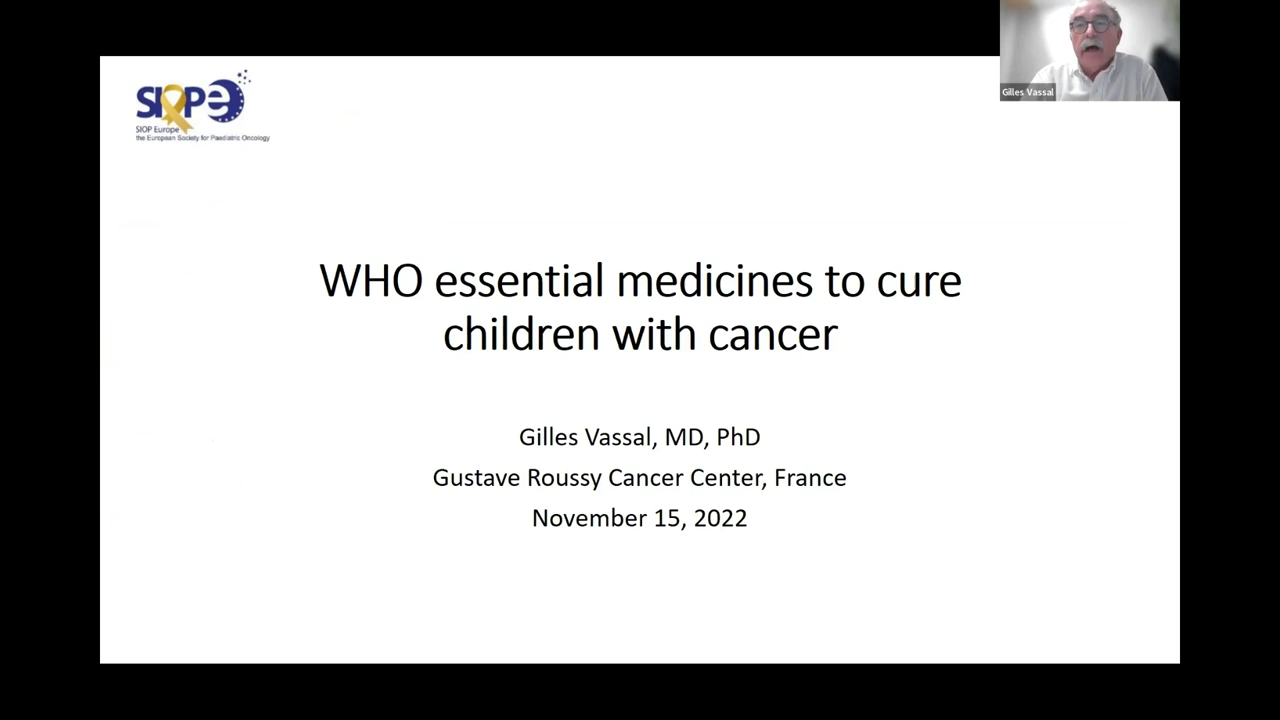 SIOPe
SIOP Europe
the European Society for Paediatric Oncology
Gilles Vassal
WHO essential medicines to cure
children with cancer
Gilles Vassal, MD, PhD
Gustave Roussy Cancer Center, France
November 15, 2022